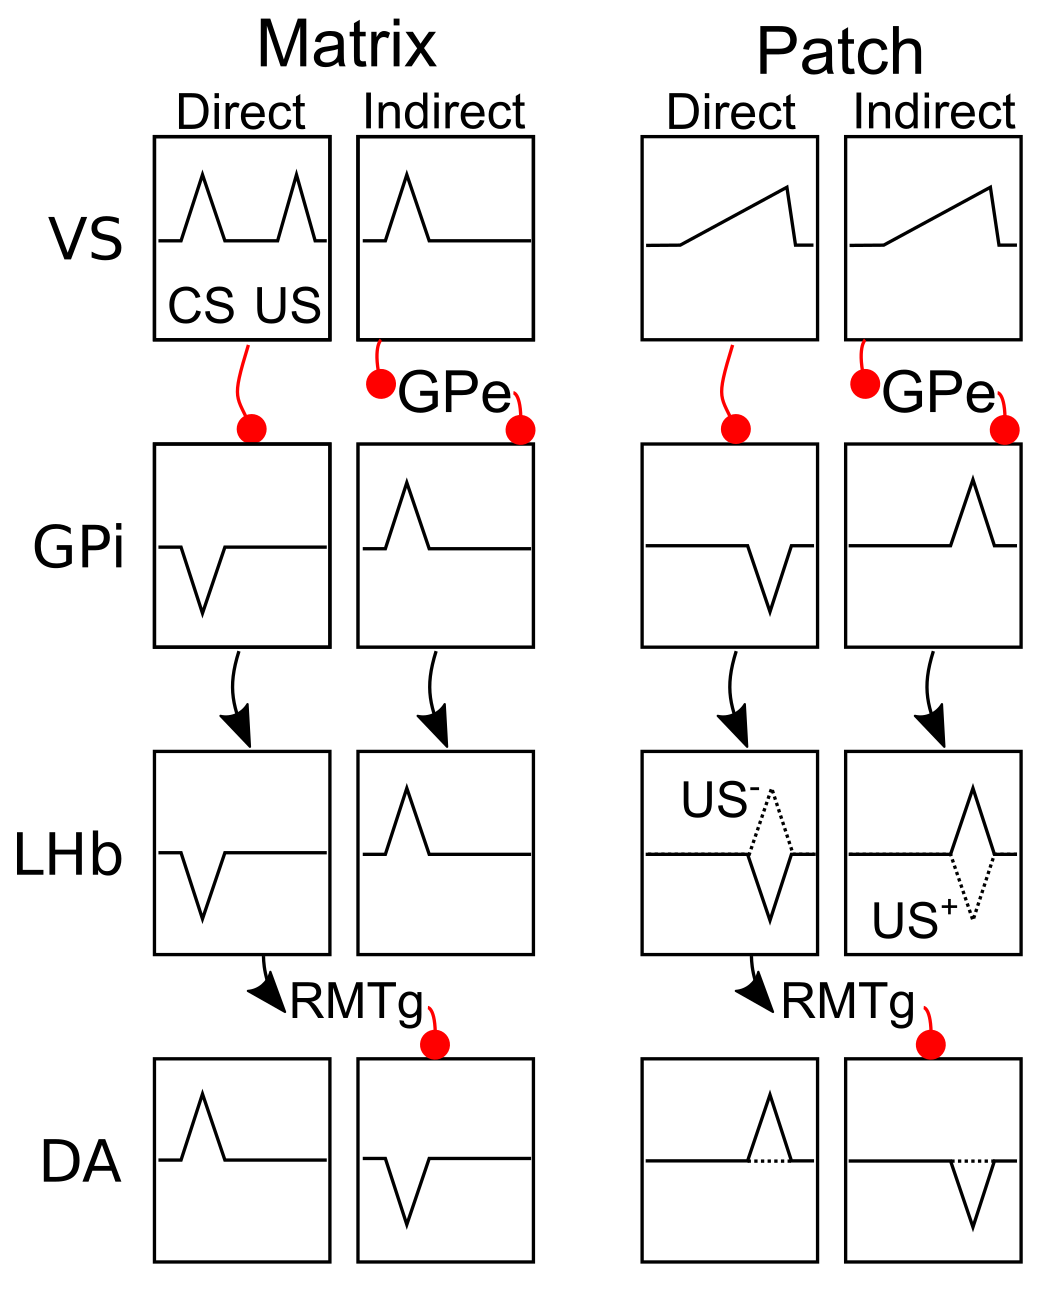 Matrix Patch
Direct Indirect Direct Indirect
VS
CS US
GPe GPe
GPi
US-
LHb
US+
RMTg RMTg
DA